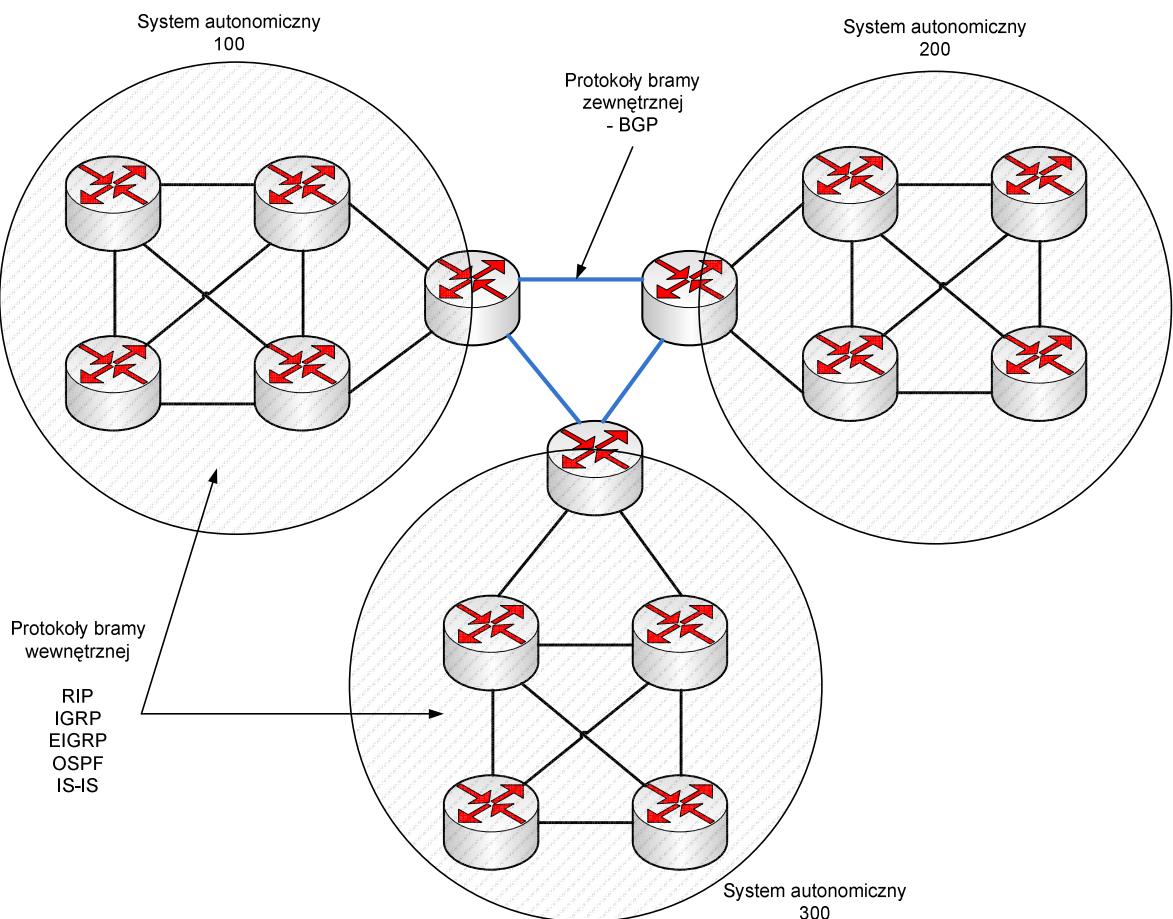 System autonomiczny
100
System autonomiczny
200
Protokoły bramy
zewnętrznej
- BGP
Protokoły bramy
wewnętrznej
RIP
IGRP
EIGRP
OSPF
IS-IS
System autonomiczny
300